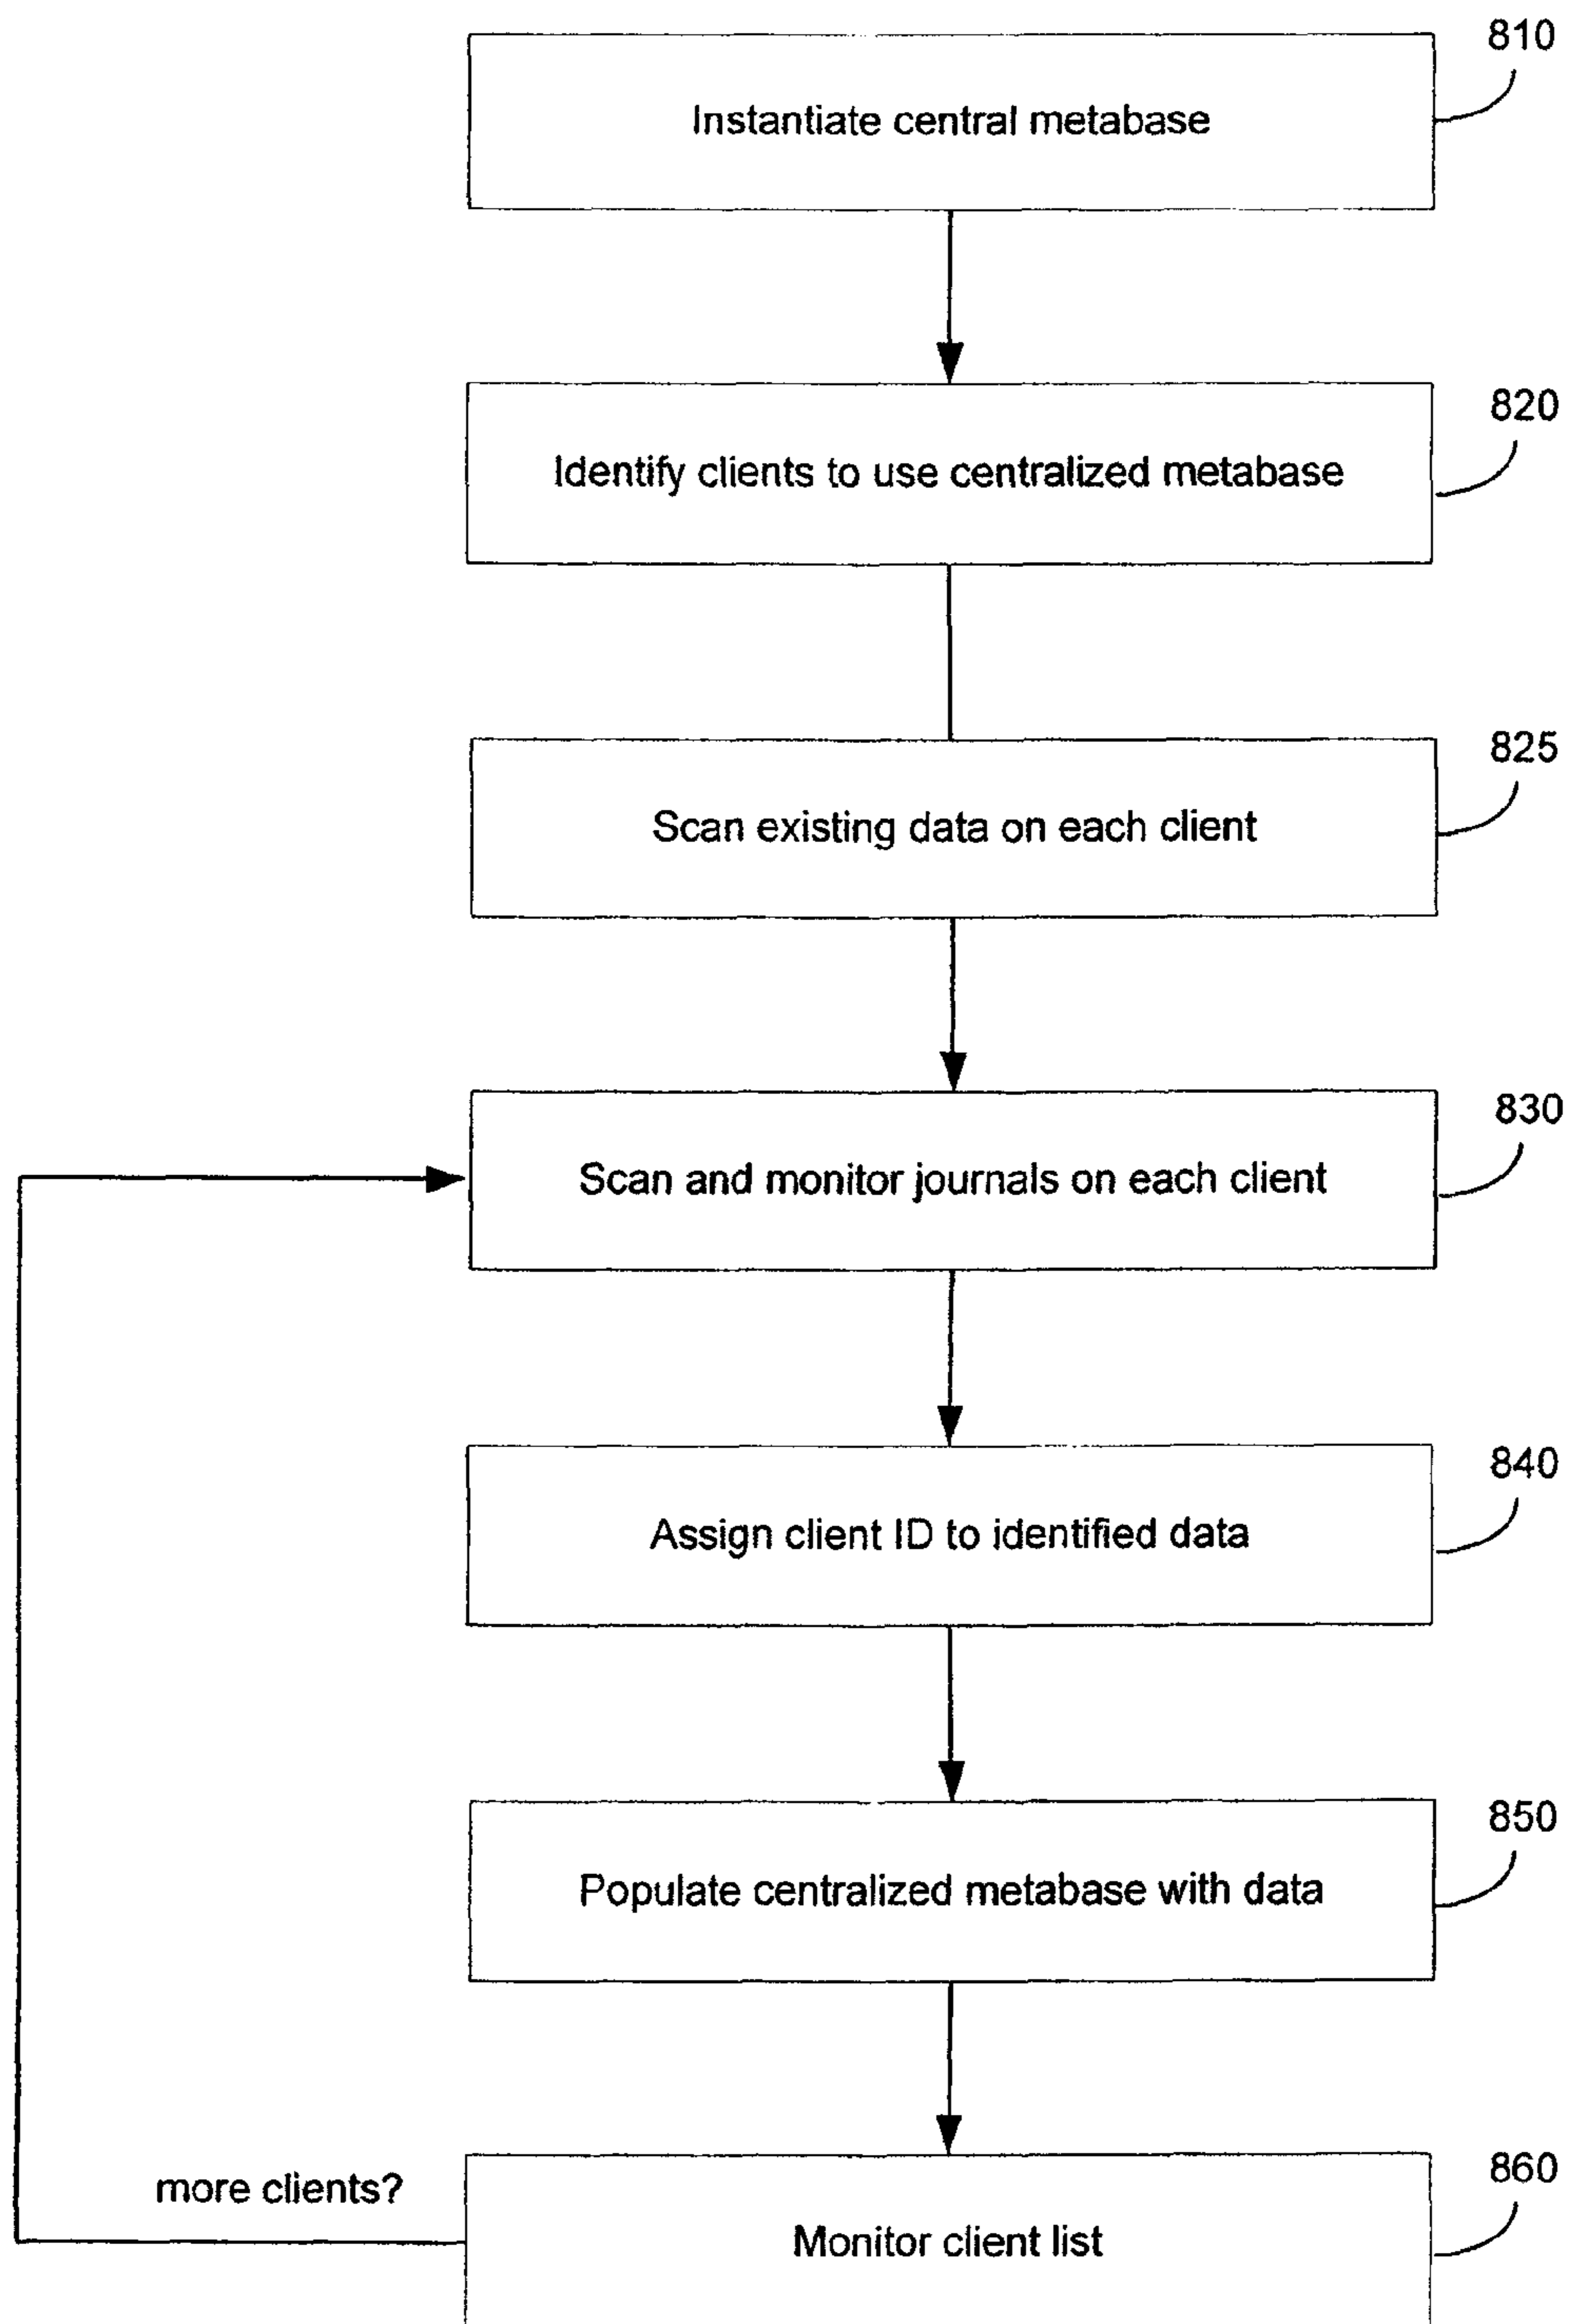 810
Instantiate central metabase
820
Identify clients to use centralized metabase
825
Scan existing data on each client
830
Scan and monitor journals on each client
840
Assign client ID to identified data
850
Populate centralized metabase with data
860
more clients?
Monitor client list